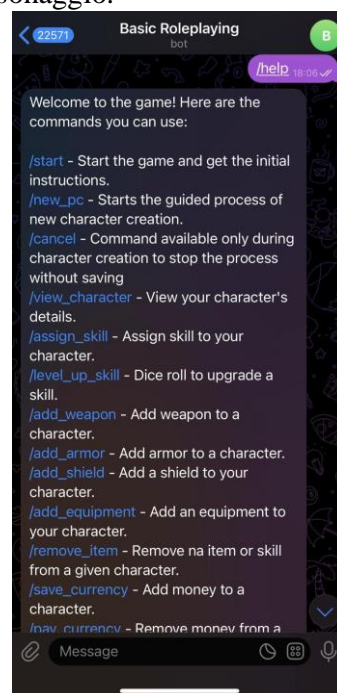 sonaggio.
22571
Basic Roleplaying
bot
B
/help 18:06
Welcome to the game! Here are the
commands you can use:
/start - Start the game and get the initial
instructions.
/new_pc - Starts the guided process of
new character creation.
/cancel - Command available only during
character creation to stop the process
without saving
/view_character - View your character's
details.
/assign_skill - Assign skill to your
character.
/level_up_skill - Dice roll to upgrade a
skill.
/add_weapon - Add weapon to a
character.
/add_armor - Add armor to a character.
/add_shield - Add a shield to your
character.
/add_equipment - Add an equipment to
your character.
/remove_item - Remove na item or skill
from a given character.
/save_currency - Add money to a
character.
/pay_currency - Remove money from a
Message